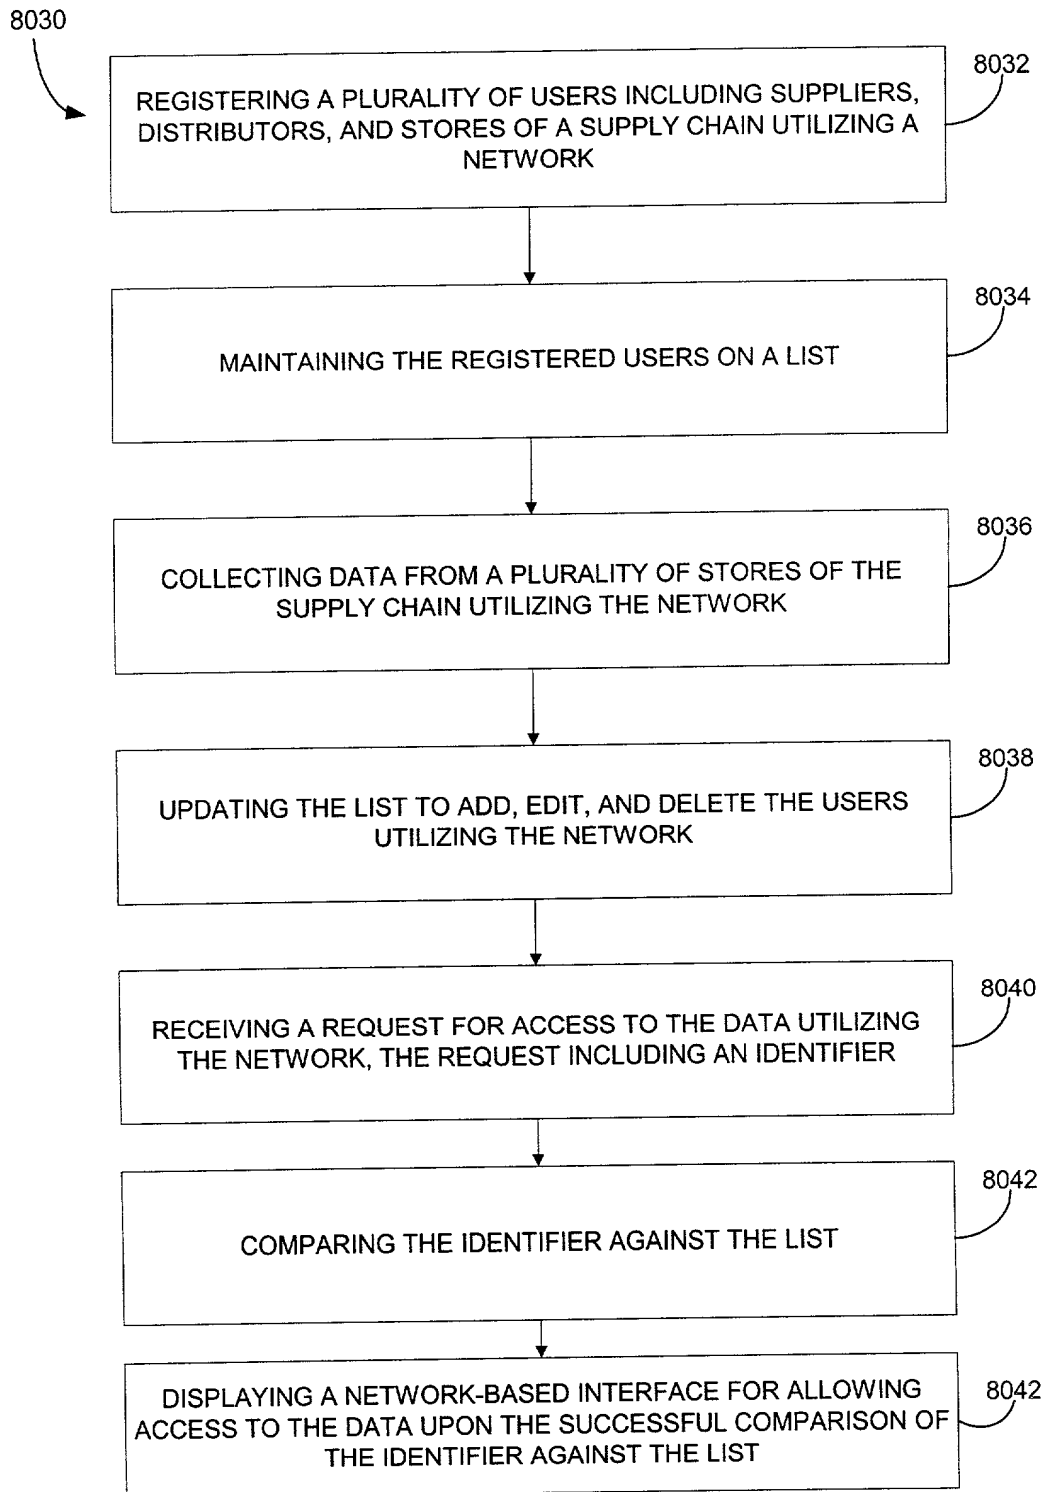 8030
8032
REGISTERING A PLURALITY OF USERS INCLUDING SUPPLIERS,
DISTRIBUTORS, AND STORES OF A SUPPLY CHAIN UTILIZING A
NETWORK
8034
MAINTAINING THE REGISTERED USERS ON A LIST
8036
COLLECTING DATA FROM A PLURALITY OF STORES OF THE
SUPPLY CHAIN UTILIZING THE NETWORK
8038
UPDATING THE LIST TO ADD, EDIT, AND DELETE THE USERS
UTILIZING THE NETWORK
8040
RECEIVING A REQUEST FOR ACCESS TO THE DATA UTILIZING
THE NETWORK, THE REQUEST INCLUDING AN IDENTIFIER
8042
COMPARING THE IDENTIFIER AGAINST THE LIST
8042
DISPLAYING A NETWORK-BASED INTERFACE FOR ALLOWING
ACCESS TO THE DATA UPON THE SUCCESSFUL COMPARISON OF
THE IDENTIFIER AGAINST THE LIST